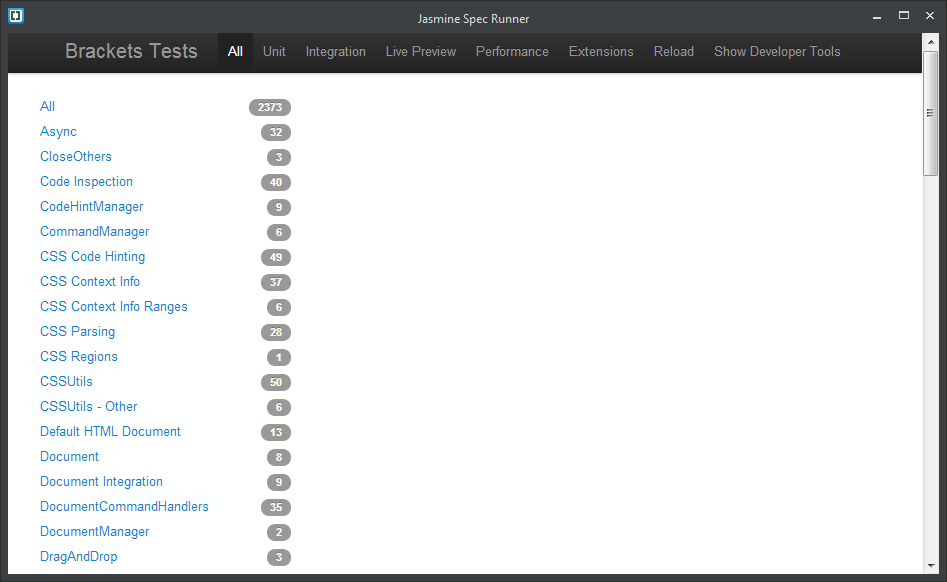 Jasmine Spec Runner
Brackets Tests All Unit Integration Live Preview Performance Extensions Reload Show Developer Tools
All 2373
Async 32
CloseOthers 3
Code Inspection 40
CodeHintManager 9
CommandManager 6
CSS Code Hinting 49
CSS Context Info 37
CSS Context Info Ranges 6
CSS Parsing 28
CSS Regions 1
CSSUtils 50
CSSUtils - Other 6
Default HTML Document 13
Document 8
Document Integration 9
DocumentCommandHandlers 35
DocumentManager 2
DragAndDrop 3